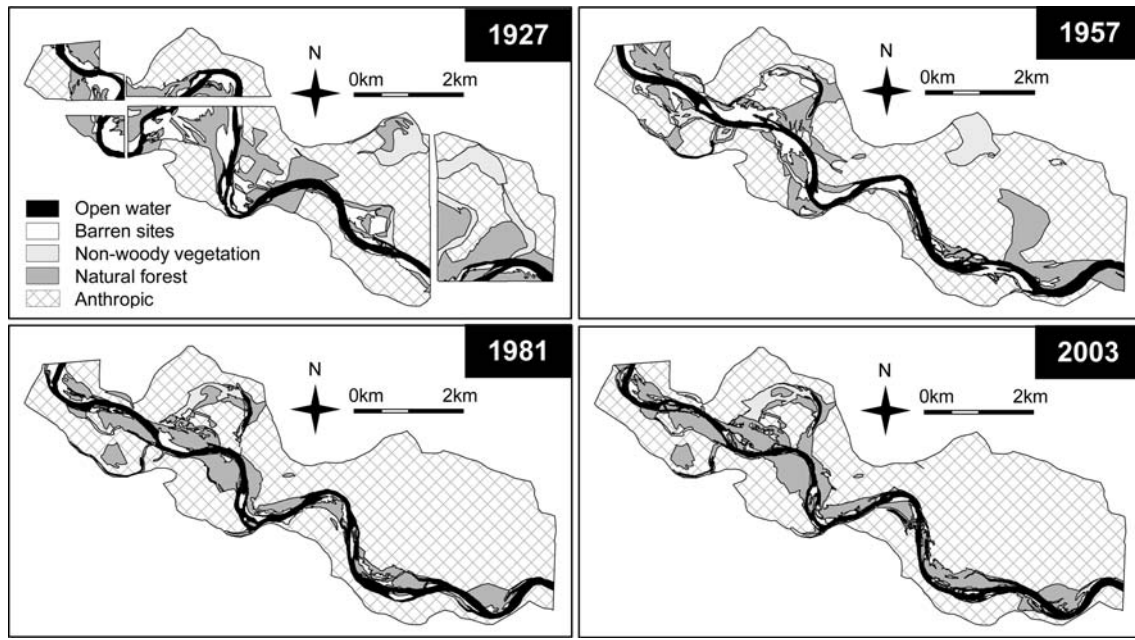 1927
N
0km 2km
Open water
Barren sites
Non-woody vegetation
Natural forest
Anthropic
1957
N
0km 2km
1981
N
0km 2km
2003
N
0km 2km